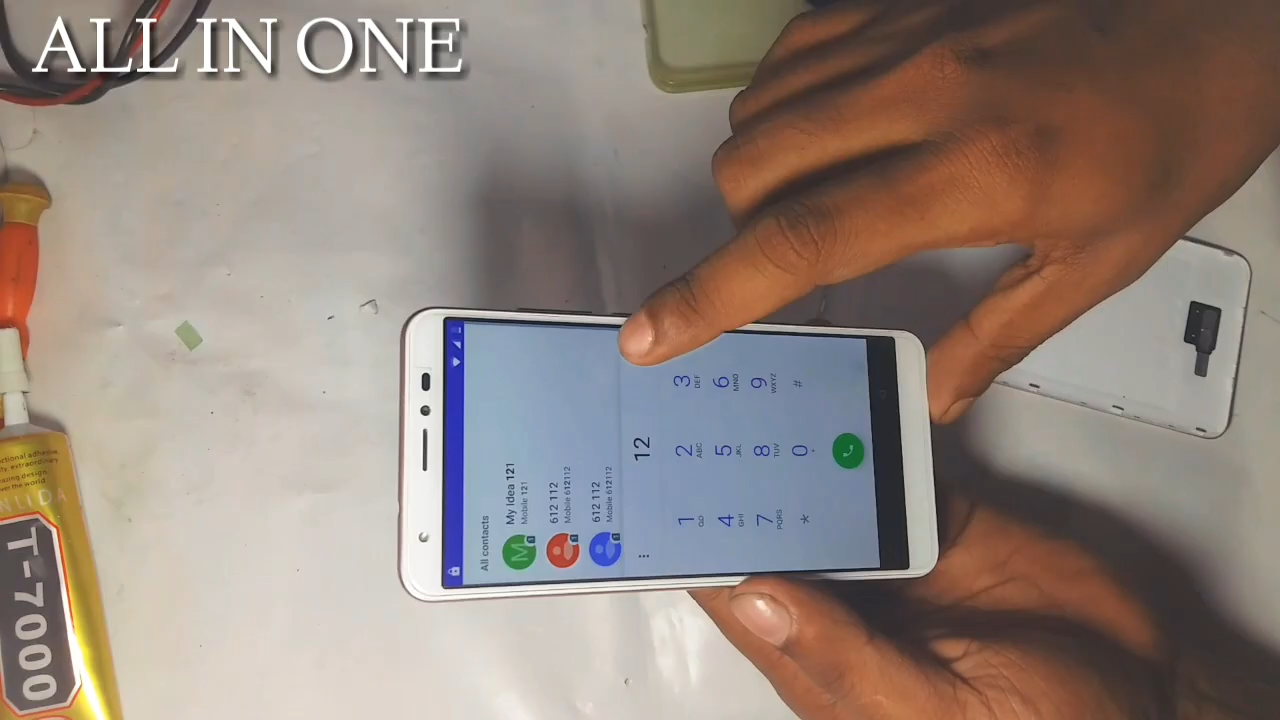 ALL IN ONE
All contacts
My Idea 121
Mobile 121
612 112
Mobile 612112
612 112
Mobile 612112
12
1 2 ABC 3 DEF
4 GHI 5 JKL 6 MNO
7 PQRS 8 TUV 9 WXYZ
* 0 + #
T-7000